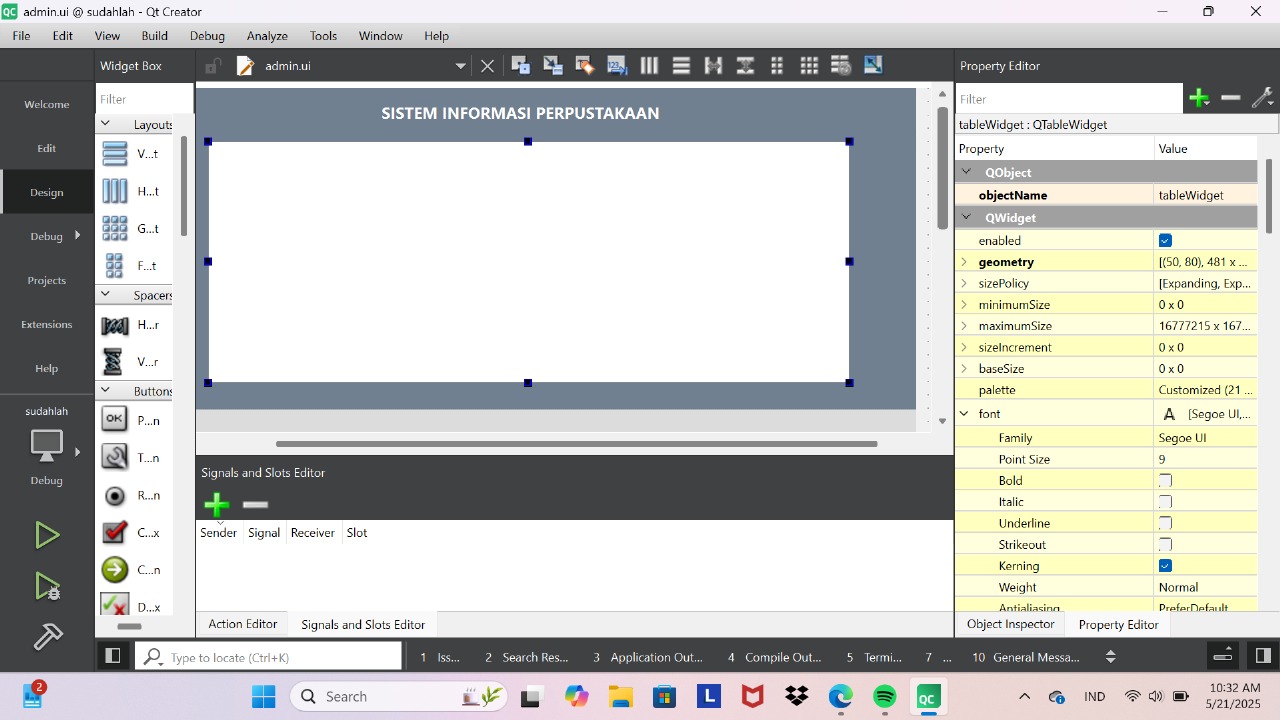 admin.ui @ sudahlah - Qt Creator
File Edit View Build Debug Analyze Tools Window Help
Widget Box
admin.ui
Property Editor
Filter
Filter
SISTEM INFORMASI PERPUSTAKAAN
Welcome
Edit
Design
Debug
Projects
Extensions
Help
sudahlah
Debug
Layouts
V...t
H...t
G...t
F...t
Spacers
H...r
V...r
Buttons
OK P...n
T...n
R...n
C...x
C...n
D...x
tableWidget : QTableWidget
Property Value
QObject
objectName tableWidget
QWidget
enabled
geometry [(50, 80), 481 x ...
sizePolicy [Expanding, Exp...
minimumSize 0 x 0
maximumSize 16777215 x 167...
sizeIncrement 0 x 0
baseSize 0 x 0
palette Customized (21 ...
font A [Segoe UI,...
Family Segoe UI
Point Size 9
Bold
Italic
Underline
Strikeout
Kerning
Weight Normal
Antialiasing PreferDefault
Signals and Slots Editor
Sender Signal Receiver Slot
Action Editor Signals and Slots Editor
Object Inspector Property Editor
Type to locate (Ctrl+K)
1 Iss... 2 Search Res... 3 Application Out... 4 Compile Out... 5 Termi... 7 ... 10 General Messa...
2
Search
L
QC
IND
10:32 AM
5/21/2025